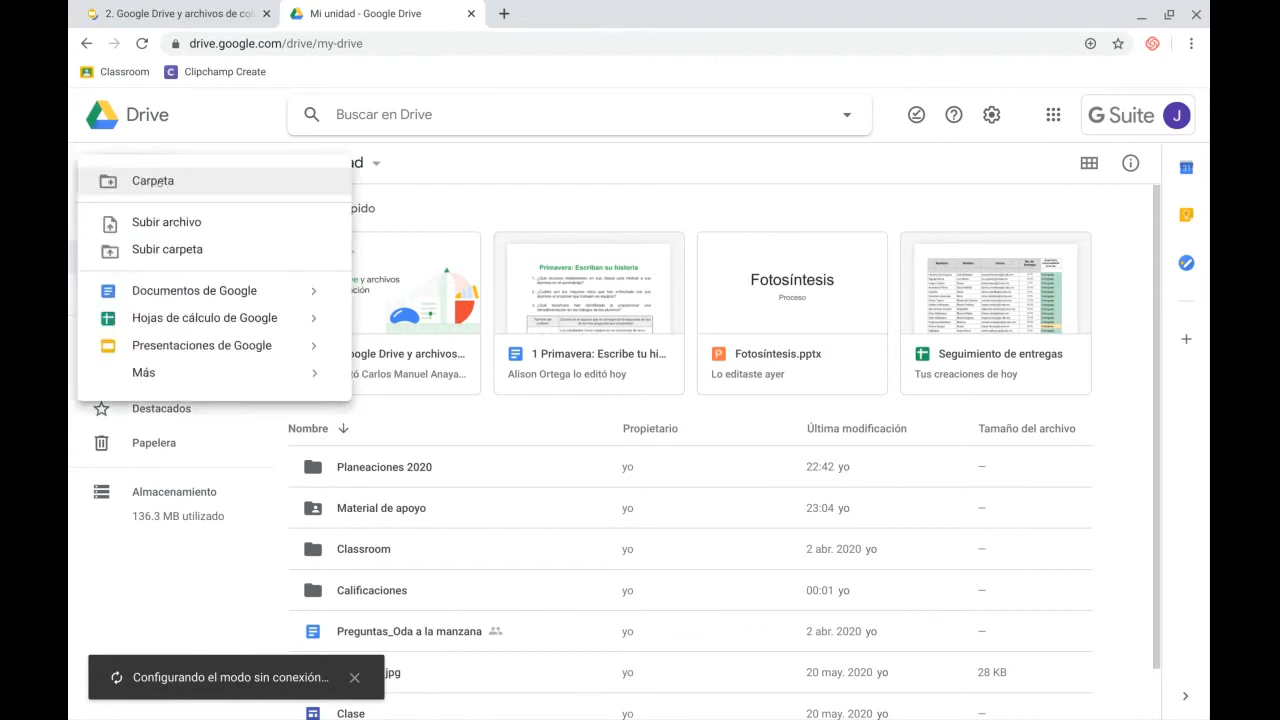 2. Google Drive y archivos de col
Mi unidad - Google Drive
drive.google.com/drive/my-drive
Classroom
Clipchamp Create
Drive
Buscar en Drive
G Suite
J
Carpeta
Subir archivo
Subir carpeta
Documentos de Google
Hojas de cálculo de Google
Presentaciones de Google
Más
ad
pido
31
ve y archivos
ción
oogle Drive y archivos...
tó Carlos Manuel Anaya...
Primavera: Escriban su historia
1 Primavera: Escribe tu hi...
Alison Ortega lo editó hoy
Fotosíntesis
Proceso
Fotosíntesis.pptx
Lo editaste ayer
Seguimiento de entregas
Tus creaciones de hoy
Destacados
Papelera
Almacenamiento
136.3 MB utilizado
Nombre
Propietario
Última modificación
Tamaño del archivo
Planeaciones 2020
yo
22:42 yo
—
Material de apoyo
yo
23:04 yo
—
Classroom
yo
2 abr. 2020 yo
—
Calificaciones
yo
00:01 yo
—
Preguntas_Oda a la manzana
yo
2 abr. 2020 yo
—
jpg
yo
20 may. 2020 yo
28 KB
Clase
yo
20 may. 2020 yo
—
Configurando el modo sin conexión...